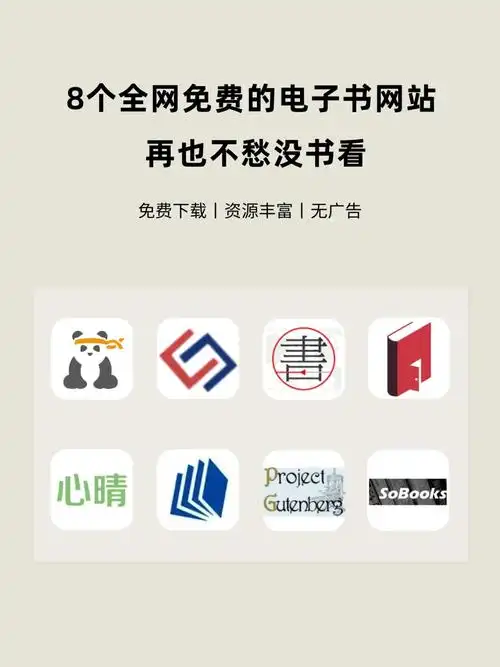 8个全网免费的电子书网站
再也不愁没书看
免费下载丨资源丰富丨无广告
書
心晴
Project
Gutenberg
SoBooks